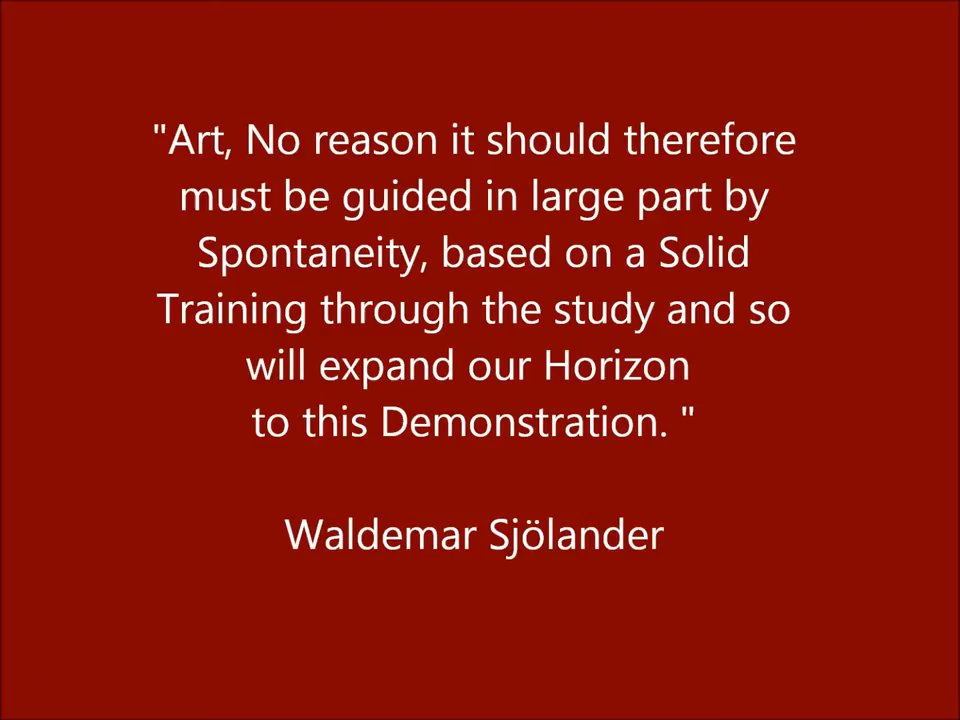 "Art, No reason it should therefore
must be guided in large part by
Spontaneity, based on a Solid
Training through the study and so
will expand our Horizon
to this Demonstration. "
Waldemar Sjölander